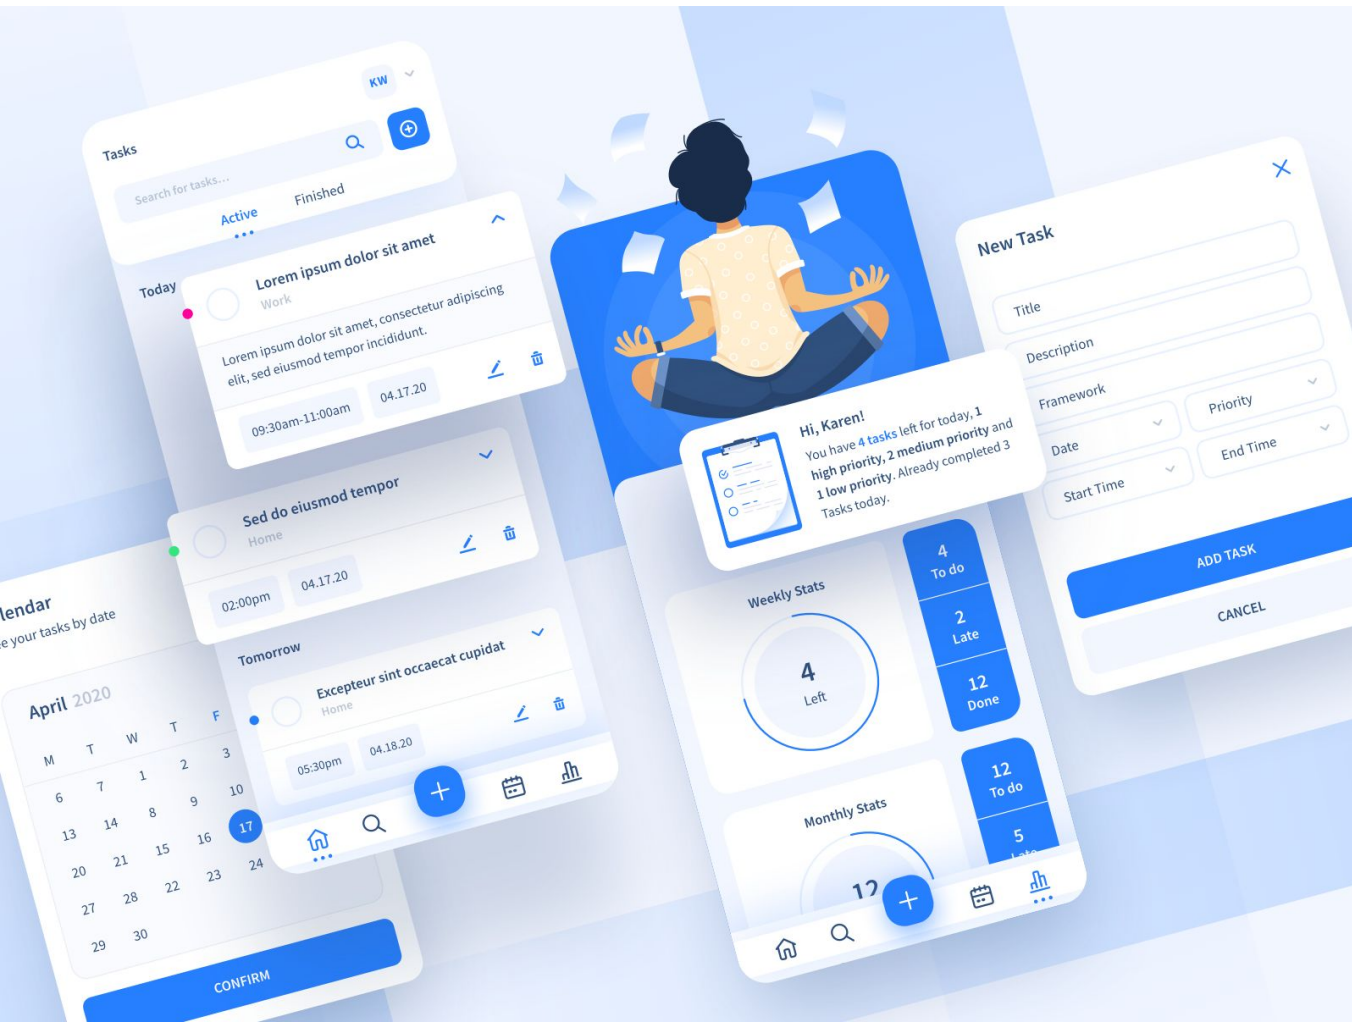 KW
Tasks
Search for tasks...
Active
Finished
Today
Lorem ipsum dolor sit amet
Work
Lorem ipsum dolor sit amet, consectetur adipiscing
elit, sed eiusmod tempor incididunt.
09:30am-11:00am
04.17.20
Sed do eiusmod tempor
Home
02:00pm
04.17.20
Tomorrow
Excepteur sint occaecat cupidat
Home
05:30pm
04.18.20
lendar
e your tasks by date
April 2020
M T W T F
6 7 1 2 3
13 14 8 9 10
20 21 15 16 17
27 28 22 23 24
29 30
CONFIRM
Hi, Karen!
You have 4 tasks left for today, 1
high priority, 2 medium priority and
1 low priority. Already completed 3
Tasks today.
Weekly Stats
4
Left
4
To do
2
Late
12
Done
Monthly Stats
12
12
To do
5
Late
New Task
Title
Description
Framework
Date
Priority
Start Time
End Time
ADD TASK
CANCEL